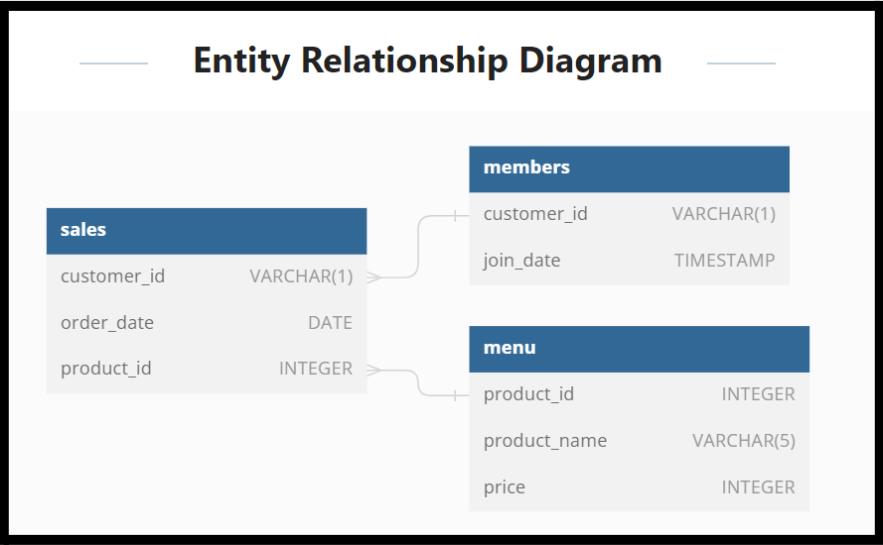 Entity Relationship Diagram
sales
customer_id VARCHAR(1)
order_date DATE
product_id INTEGER
members
customer_id VARCHAR(1)
join_date TIMESTAMP
menu
product_id INTEGER
product_name VARCHAR(5)
price INTEGER